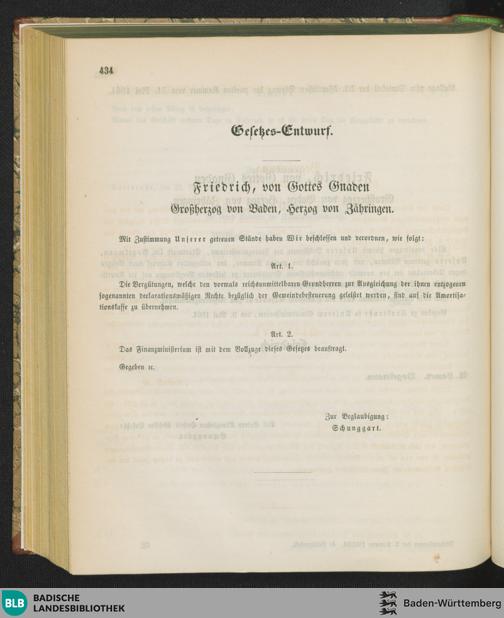 434
Gesetzes-Entwurf.
Friedrich, von Gottes Gnaden
Großherzog von Baden, Herzog von Zähringen.
Mit Zustimmung Unserer getreuen Stände haben Wir beschlossen und verordnen, wie folgt:
Art. 1.
Die Vergütungen, welche den vormals reichsunmittelbaren Grundherren zur Ausgleichung der ihnen entzogenen
sogenannten declarationsmäßigen Rechte bezüglich der Gemeindebesteuerung geleistet werden, sind auf die Amortisa-
tionskasse zu übernehmen.
Art. 2.
Das Finanzministerium ist mit dem Vollzuge dieses Gesetzes beauftragt.
Gegeben ꝛc.
Zur Beglaubigung:
Schunggart.
BLB BADISCHE
LANDESBIBLIOTHEK
Baden-Württemberg